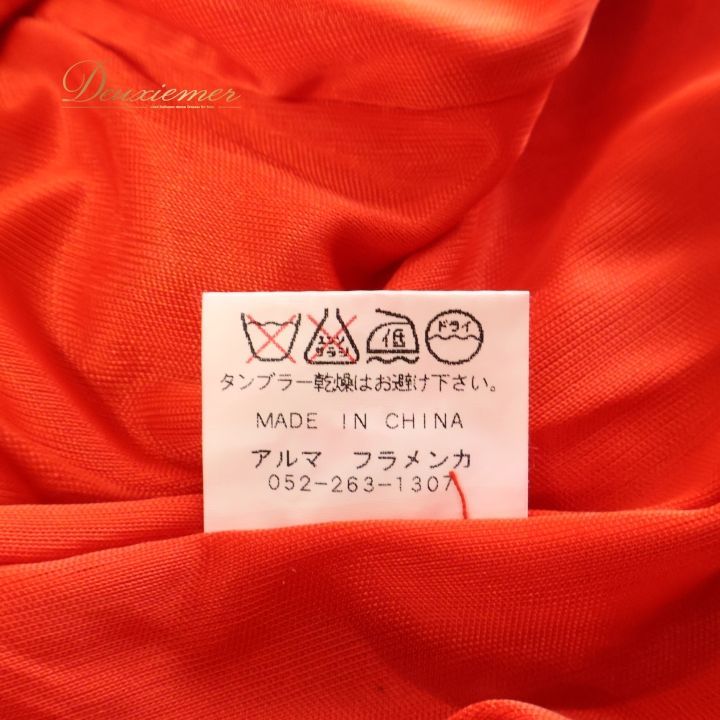 Dauxiemer
エンソ サラシ 低 ドライ
タンブラー乾燥はお避け下さい。
MADE IN CHINA
アルマ フラメンカ
052-263-1307